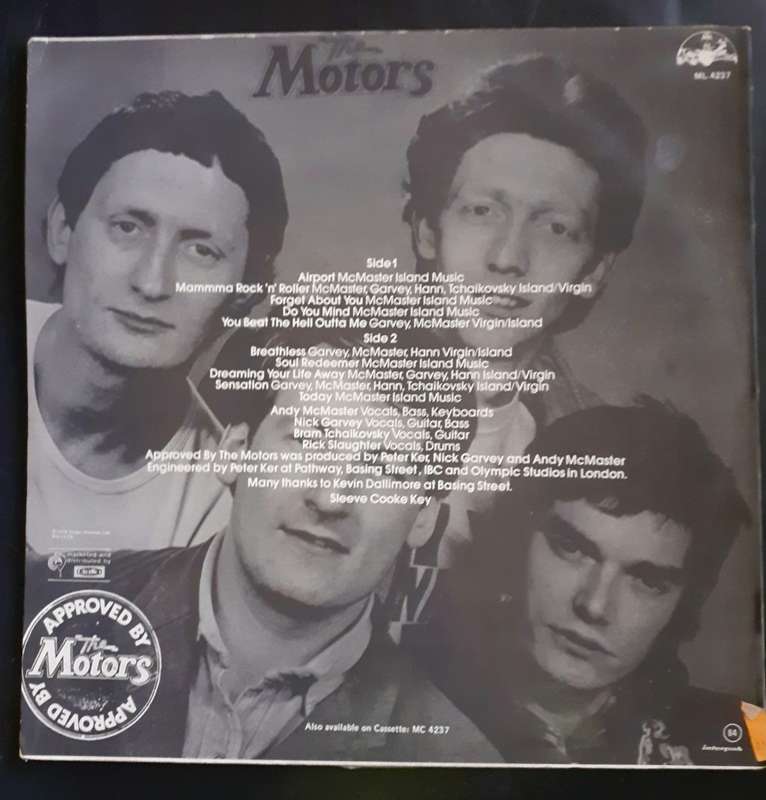 The
Motors
ML 4237
Side 1
Airport McMaster Island Music
Mammma Rock 'n' Roller McMaster, Garvey, Hann, Tchaikovsky Island/Virgin
Forget About You McMaster Island Music
Do You Mind McMaster Island Music
You Beat The Hell Outta Me Garvey, McMaster Virgin/Island
Side 2
Breathless Garvey, McMaster, Hann Virgin/Island
Soul Redeemer McMaster Island Music
Dreaming Your Life Away McMaster, Garvey, Hann Island/Virgin
Sensation Garvey, McMaster, Hann, Tchaikovsky Island/Virgin
Today McMaster Island Music
Andy McMaster Vocals, Bass, Keyboards
Nick Garvey Vocals, Guitar, Bass
Bram Tchaikovsky Vocals, Guitar
Rick Slaughter Vocals, Drums
Approved By The Motors was produced by Peter Ker, Nick Garvey and Andy McMaster
Engineered by Peter Ker at Pathway, Basing Street, IBC and Olympic Studios in London.
Many thanks to Kevin Dallimore at Basing Street.
Sleeve Cooke Key
marketed and
distributed by
APPROVED BY
The
Motors
APPROVED BY
Also available on Cassette: MC 4237
84